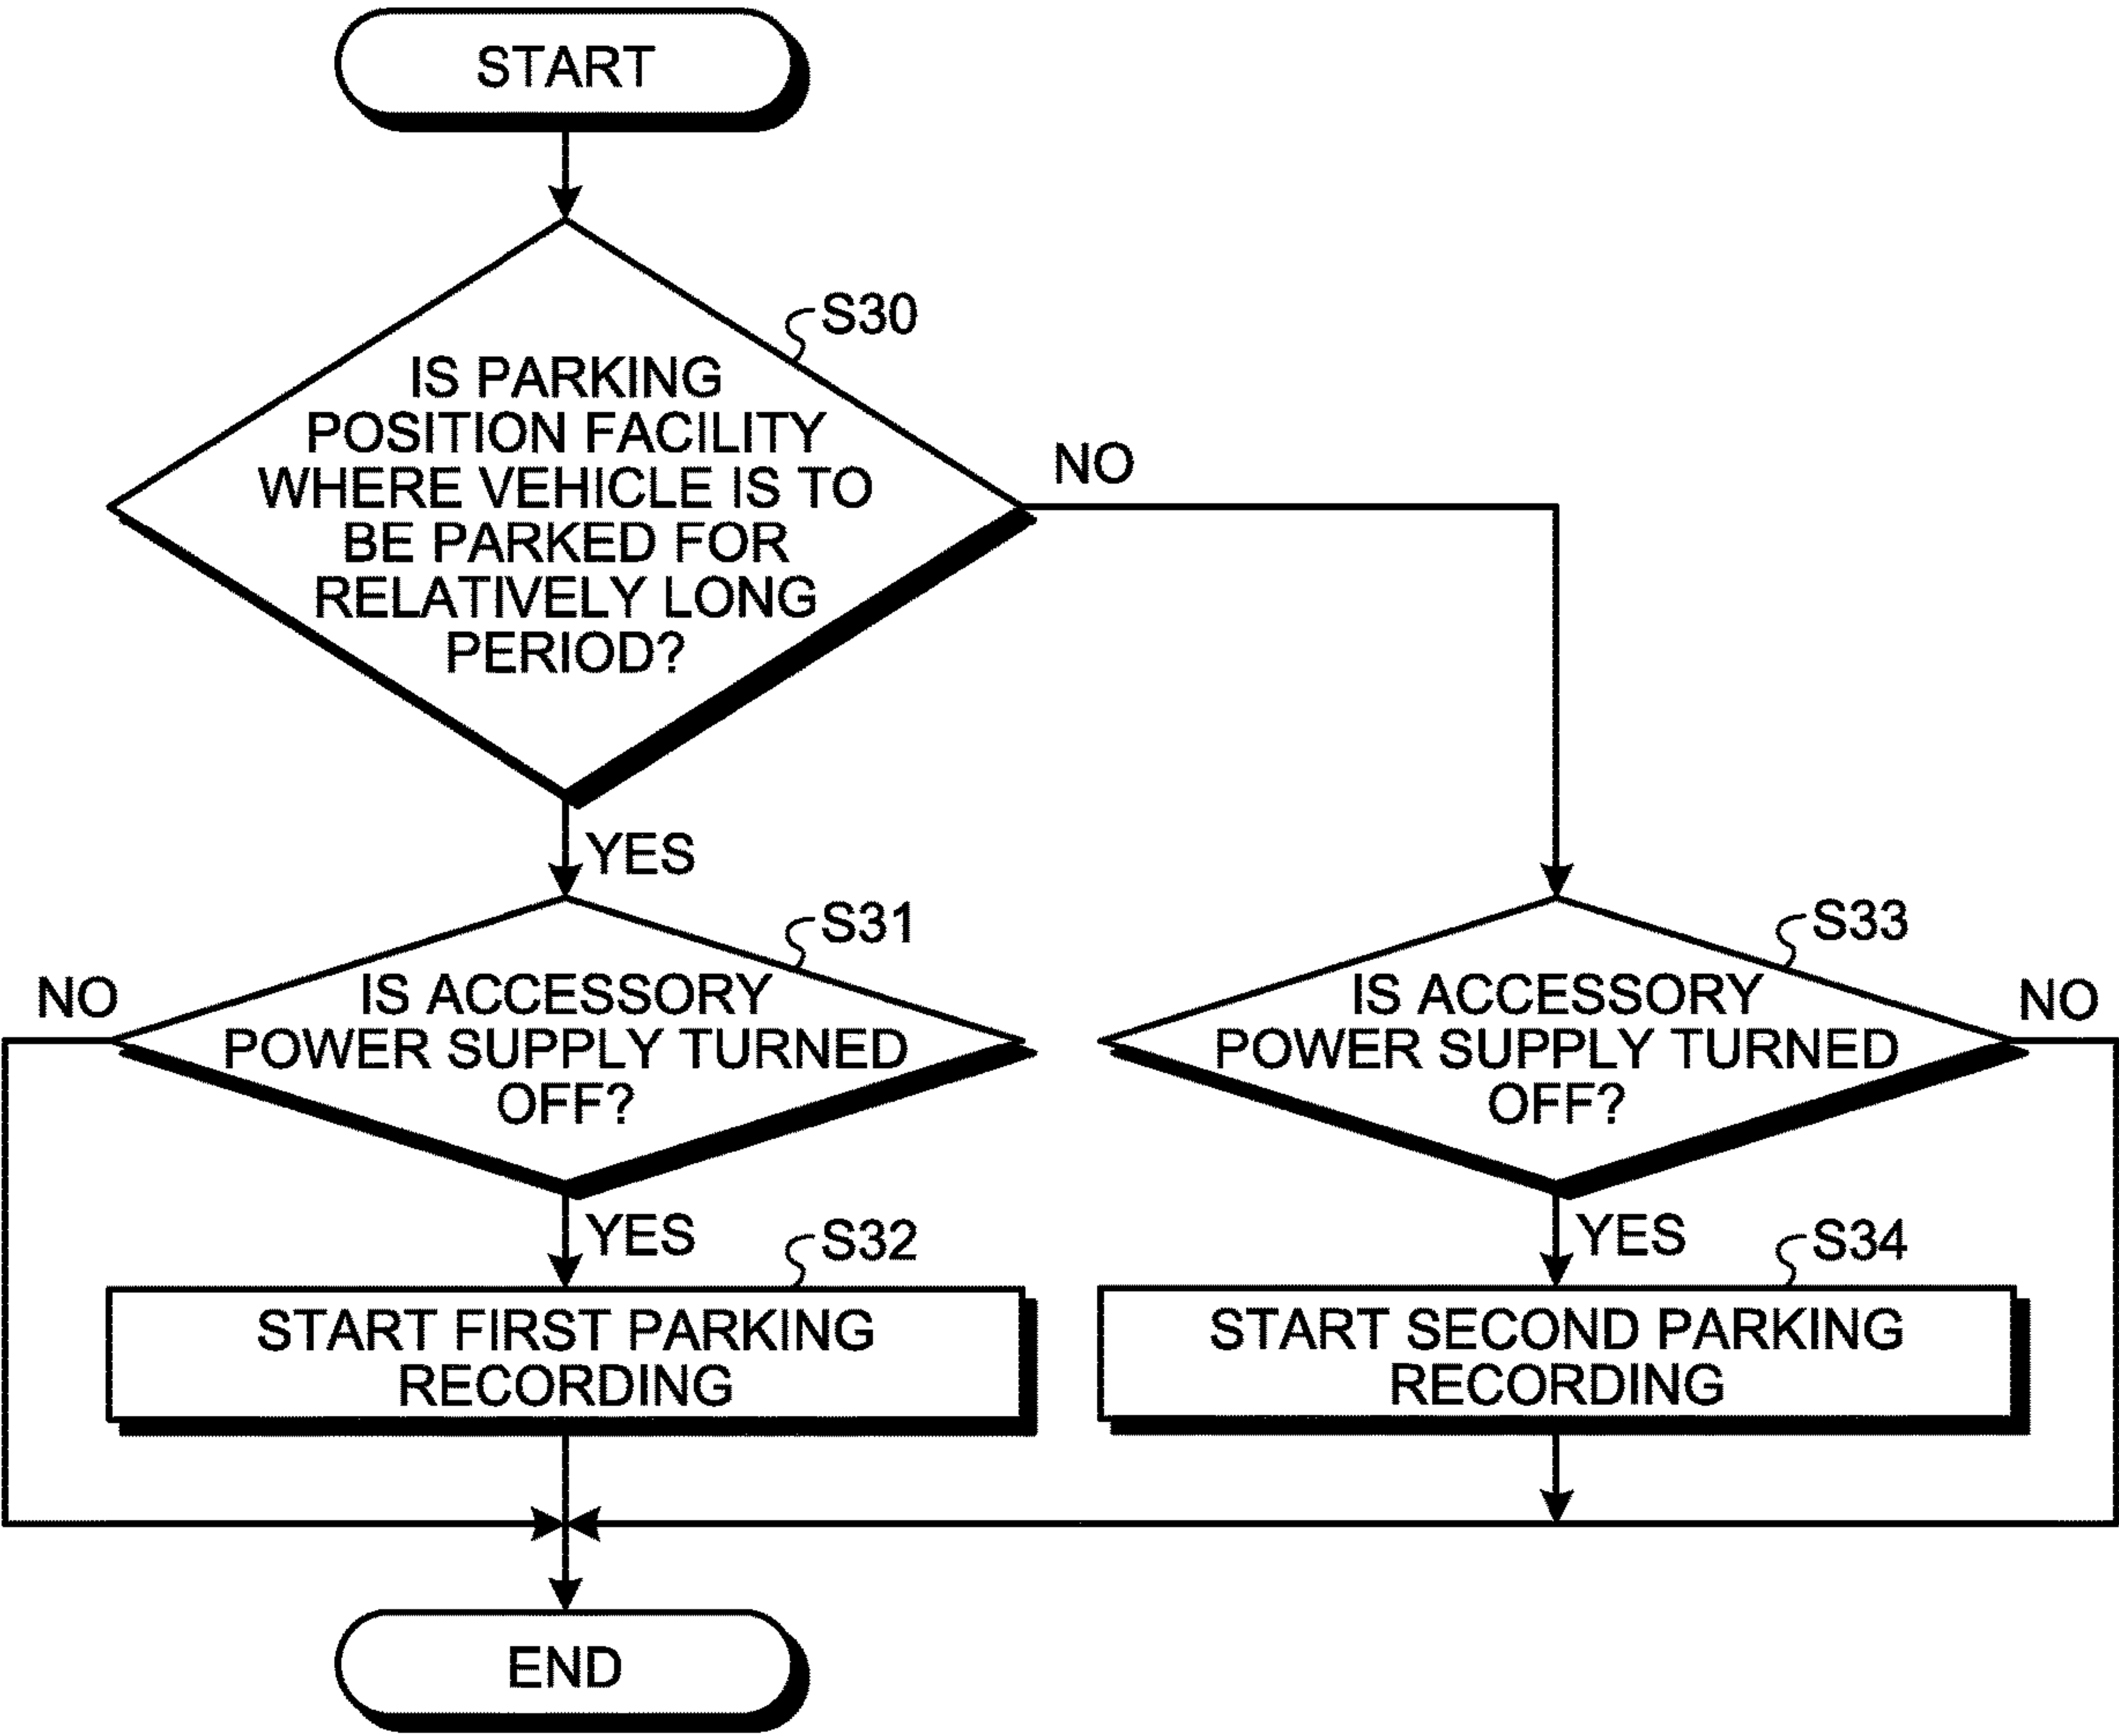 START
S30
IS PARKING
POSITION FACILITY
WHERE VEHICLE IS TO
BE PARKED FOR
RELATIVELY LONG
PERIOD?
NO
YES
S31
NO
IS ACCESSORY
POWER SUPPLY TURNED
OFF?
YES
S32
START FIRST PARKING
RECORDING
S33
IS ACCESSORY
POWER SUPPLY TURNED
OFF?
NO
YES
S34
START SECOND PARKING
RECORDING
END